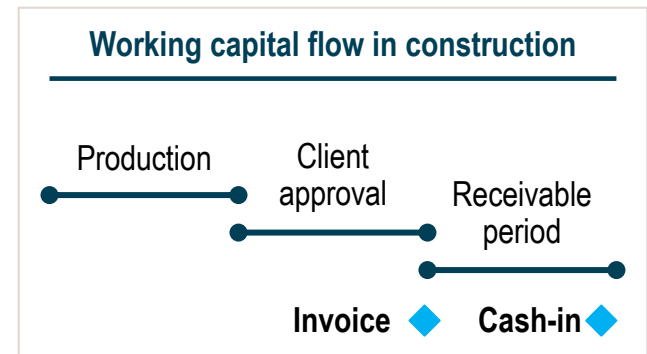 Working capital flow in construction
Production
Client
approval
Receivable
period
Invoice
Cash-in